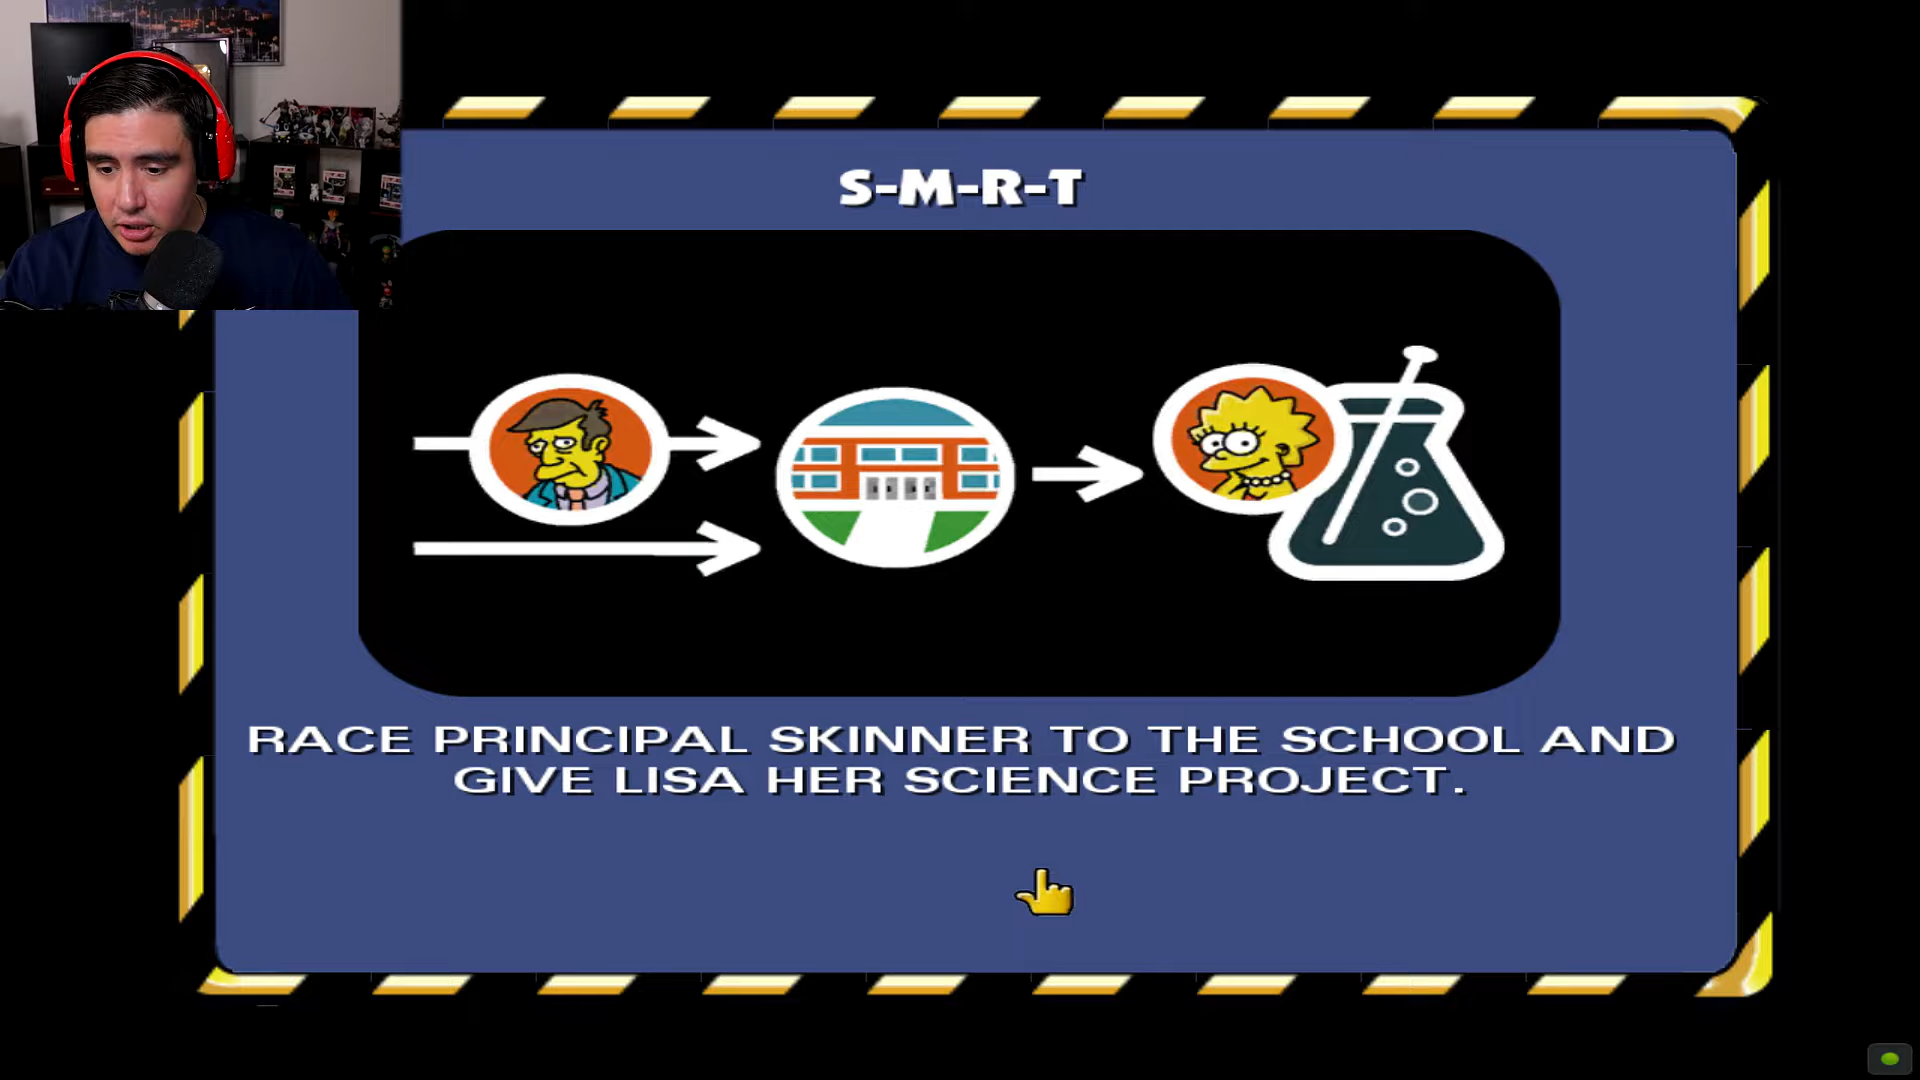 S-M-R-T
RACE PRINCIPAL SKINNER TO THE SCHOOL AND
GIVE LISA HER SCIENCE PROJECT.